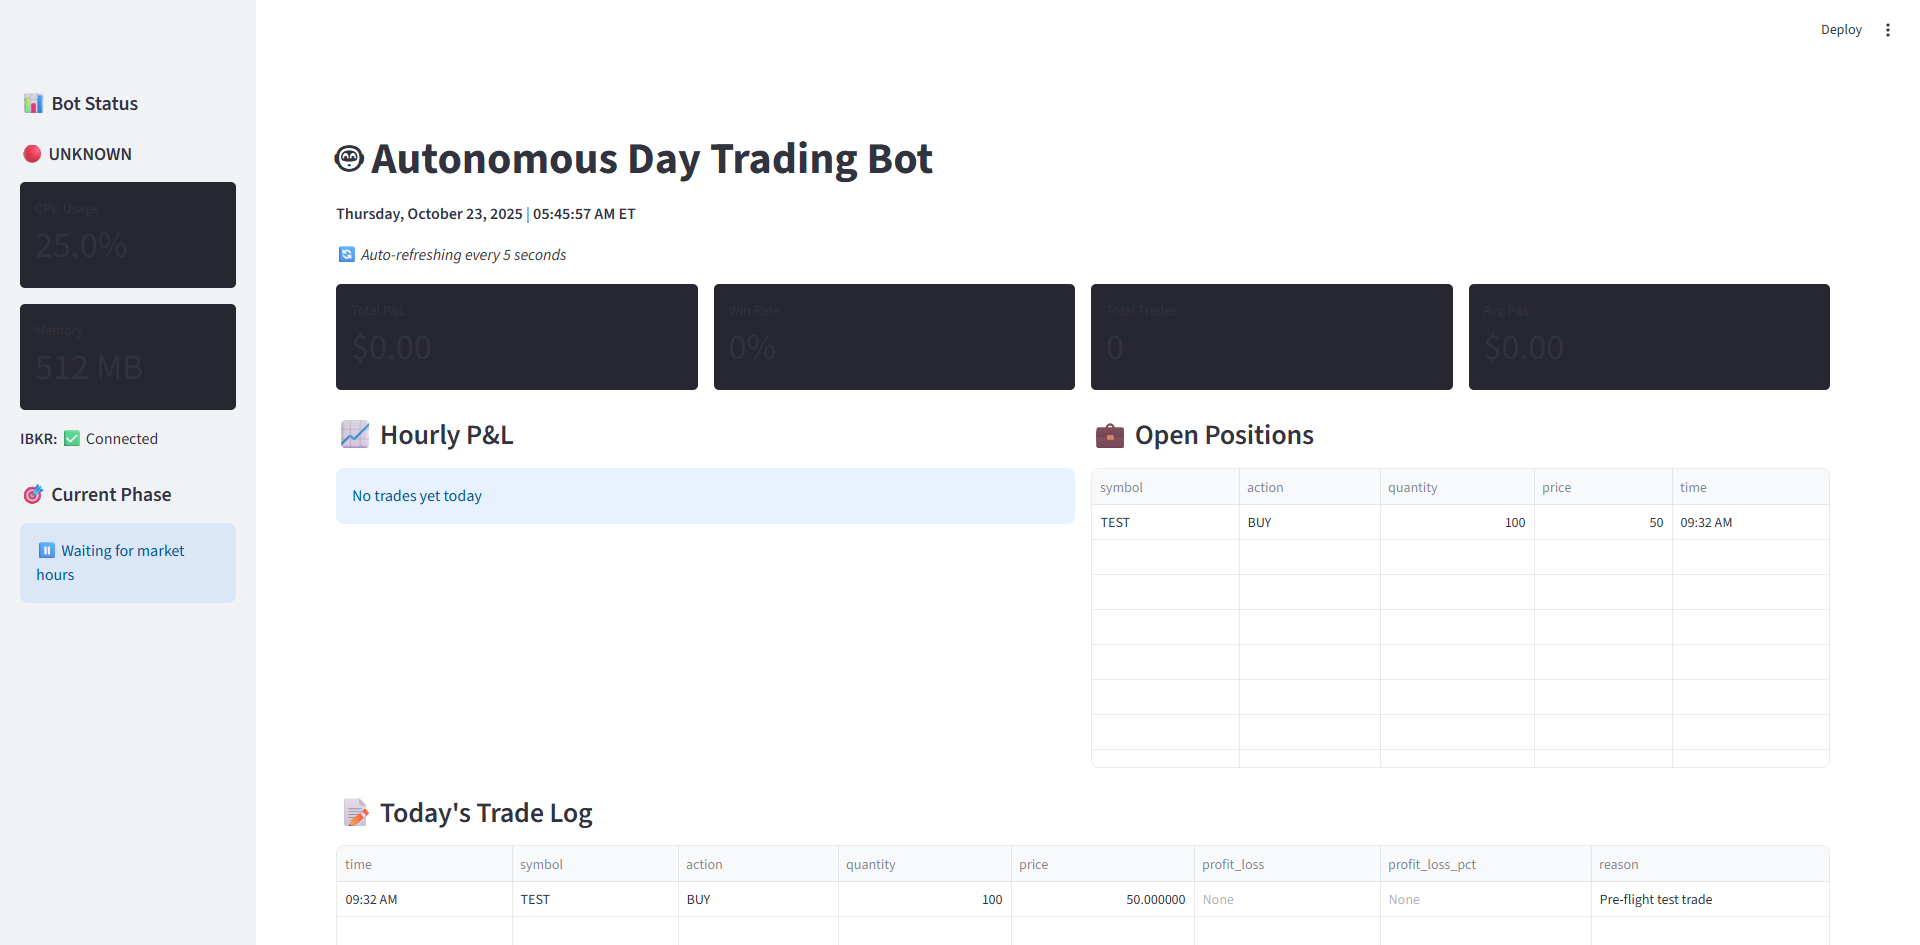 Deploy
Bot Status
UNKNOWN
CPU Usage
25.0%
Memory
512 MB
IBKR: Connected
Current Phase
Waiting for market
hours
Autonomous Day Trading Bot
Thursday, October 23, 2025 | 05:45:57 AM ET
Auto-refreshing every 5 seconds
Total P&L
$0.00
Win Rate
0%
Total Trades
0
Avg P&L
$0.00
Hourly P&L
No trades yet today
Open Positions
symbol action quantity price time
TEST BUY 100 50 09:32 AM
Today's Trade Log
time symbol action quantity price profit_loss profit_loss_pct reason
09:32 AM TEST BUY 100 50.000000 None None Pre-flight test trade